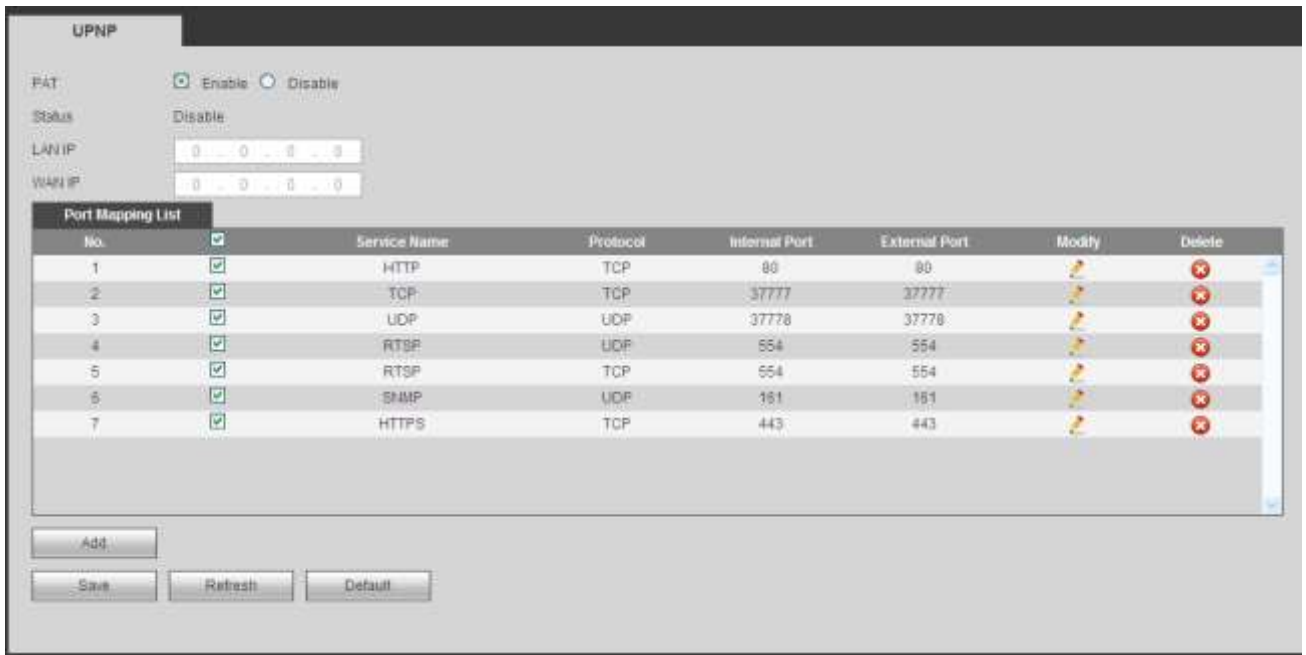 UPNP
PAT Enable Disable
Status Disable
LAN IP 0 . 0 . 0 . 0
WAN IP 0 . 0 . 0 . 0
Port Mapping List
No. Service Name Protocol Internal Port External Port Modify Delete
1 HTTP TCP 80 80
2 TCP TCP 37777 37777
3 UDP UDP 37778 37778
4 RTSP UDP 554 554
5 RTSP TCP 554 554
6 SNMP UDP 161 161
7 HTTPS TCP 443 443
Add
Save Refresh Default